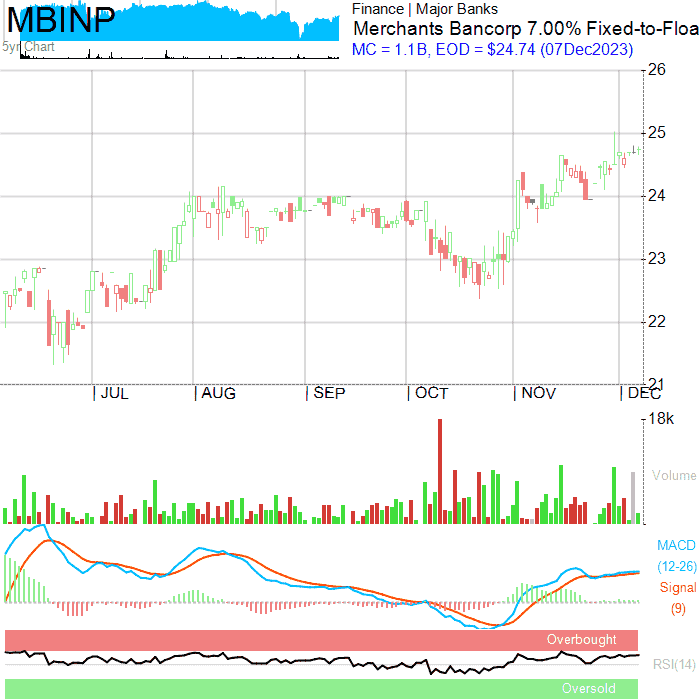 MBINP
5yr Chart
Finance | Major Banks
Merchants Bancorp 7.00% Fixed-to-Floa
MC = 1.1B, EOD = $24.74 (07Dec2023)
26
25
24
23
22
21
| JUL | AUG | SEP | OCT | NOV | DEC
18k
Volume
MACD
(12-26)
Signal
(9)
Overbought
RSI(14)
Oversold